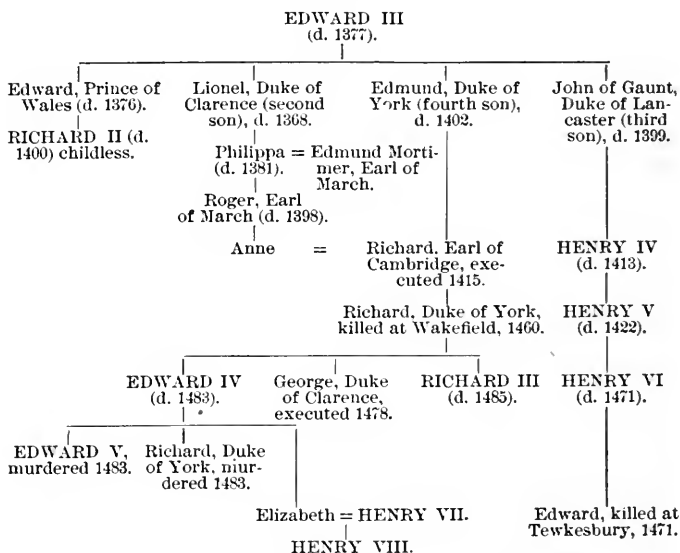 EDWARD III
(d. 1377).
Edward, Prince of
Wales (d. 1376).
RICHARD II (d.
1400) childless.
Lionel, Duke of
Clarence (second
son), d. 1368.
Philippa = Edmund Morti-
(d. 1381). mer, Earl of
March.
Roger, Earl
of March (d. 1398).
Edmund, Duke of
York (fourth son),
d. 1402.
John of Gaunt,
Duke of Lan-
caster (third
son), d. 1399.
Anne = Richard, Earl of
Cambridge, exe-
cuted 1415.
HENRY IV
(d. 1413).
Richard, Duke of York,
killed at Wakefield, 1460.
HENRY V
(d. 1422).
EDWARD IV
(d. 1483).
George, Duke
of Clarence,
executed 1478.
RICHARD III
(d. 1485).
HENRY VI
(d. 1471).
EDWARD V,
murdered 1483.
Richard, Duke
of York, mur-
dered 1483.
Elizabeth = HENRY VII.
HENRY VIII.
Edward, killed at
Tewkesbury, 1471.